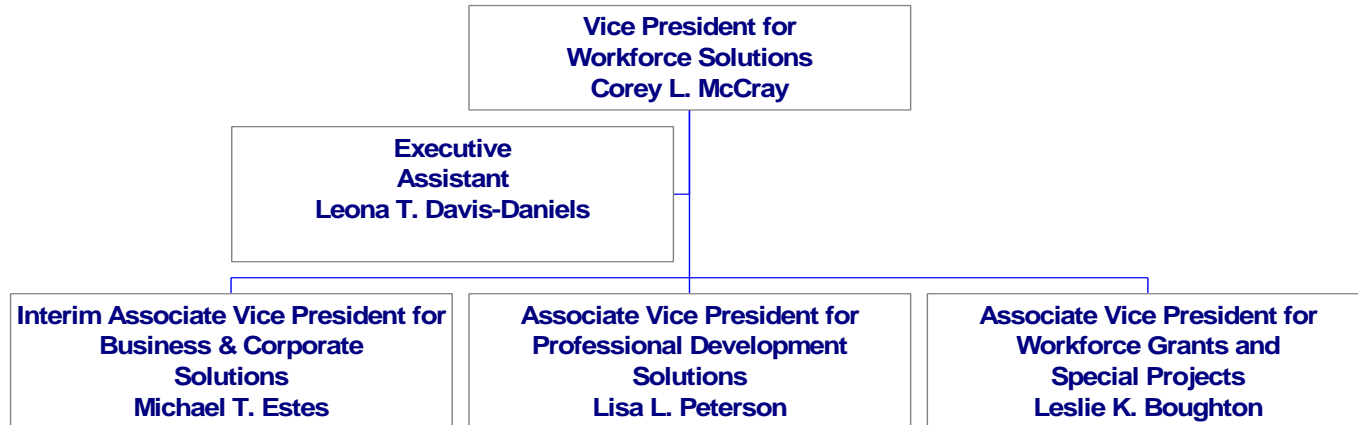 Vice President for
Workforce Solutions
Corey L. McCray
Executive
Assistant
Leona T. Davis-Daniels
Interim Associate Vice President for
Business & Corporate
Solutions
Michael T. Estes
Associate Vice President for
Professional Development
Solutions
Lisa L. Peterson
Associate Vice President for
Workforce Grants and
Special Projects
Leslie K. Boughton